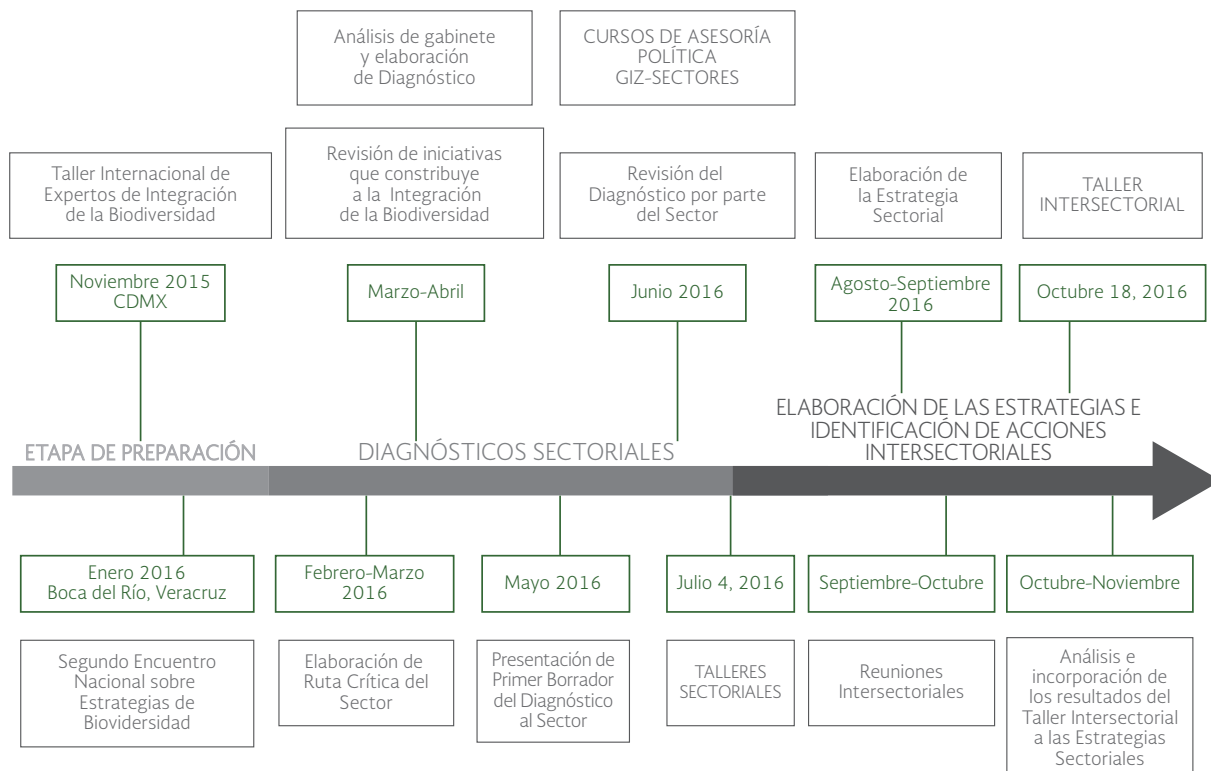 Análisis de gabinete
y elaboración
de Diagnóstico
CURSOS DE ASESORÍA
POLÍTICA
GIZ-SECTORES
Taller Internacional de
Expertos de Integración
de la Biodiversidad
Revisión de iniciativas
que constribuye
a la Integración
de la Biodiversidad
Revisión del
Diagnóstico por parte
del Sector
Elaboración de
la Estrategia
Sectorial
TALLER
INTERSECTORIAL
Noviembre 2015
CDMX
Marzo-Abril
Junio 2016
Agosto-Septiembre
2016
Octubre 18, 2016
ETAPA DE PREPARACIÓN
DIAGNÓSTICOS SECTORIALES
ELABORACIÓN DE LAS ESTRATEGIAS E
IDENTIFICACIÓN DE ACCIONES
INTERSECTORIALES
Enero 2016
Boca del Río, Veracruz
Febrero-Marzo
2016
Mayo 2016
Julio 4, 2016
Septiembre-Octubre
Octubre-Noviembre
Segundo Encuentro
Nacional sobre
Estrategias de
Biovidersidad
Elaboración de
Ruta Crítica del
Sector
Presentación de
Primer Borrador
del Diagnóstico
al Sector
TALLERES
SECTORIALES
Reuniones
Intersectoriales
Análisis e
incorporación de
los resultados del
Taller Intersectorial
a las Estrategias
Sectoriales